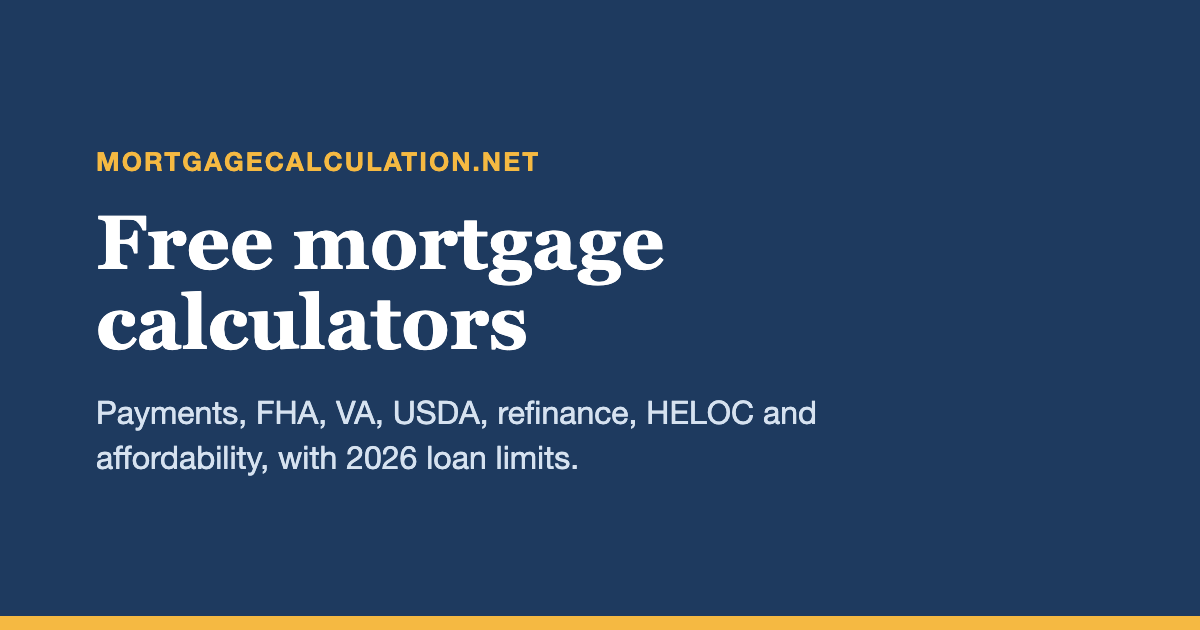 MORTGAGECALCULATION.NET
Free mortgage
calculators
Payments, FHA, VA, USDA, refinance, HELOC and
affordability, with 2026 loan limits.